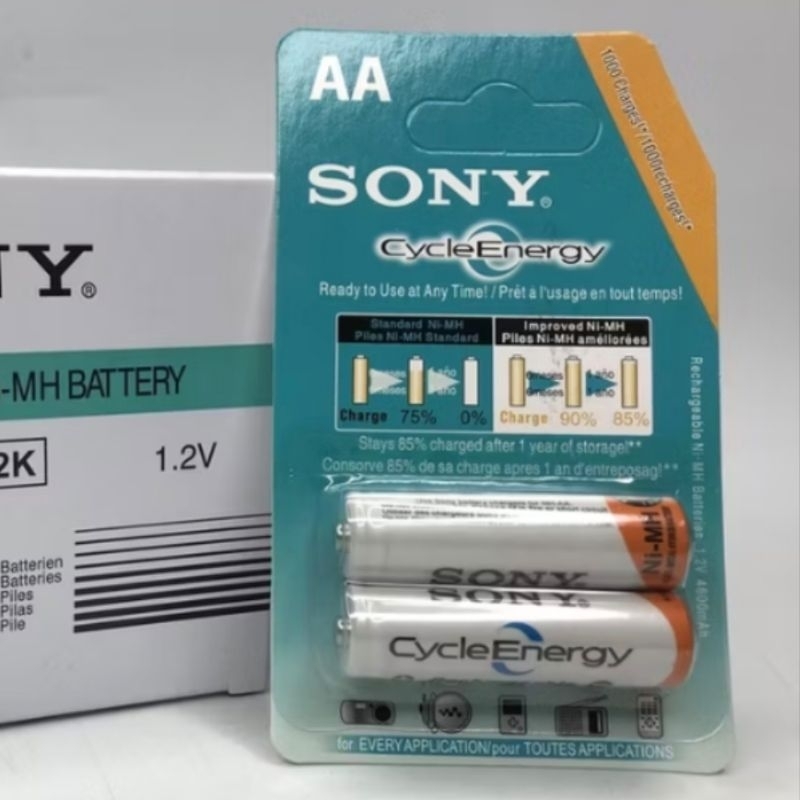 AA
1000 Charges!*/1000recharges!*
SONY®
CycleEnergy
Ready to Use at Any Time! / Prêt à l'usage en tout temps!
Standard Ni-MH
Piles Ni-MH Standard
Improved Ni-MH
Piles Ni-MH améliorées
Charge 75% 0%
Charge 90% 85%
Stays 85% charged after 1 year of storage!**
Conserve 85% de sa charge apres 1 an d'entreposag!**
Rechargeable Ni-MH Batteries 1.2V 4600mAh
Ni-MH
SONY
SONY®
CycleEnergy
for EVERY APPLICATION/pour TOUTES APPLICATIONS
NY®
-MH BATTERY
2K
1.2V
Batterien
Batteries
Piles
Pilas
Pile